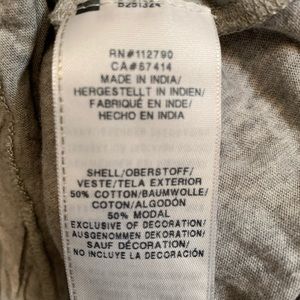 RN#112790
CA#57414
MADE IN INDIA/
HERGESTELLT IN INDIEN/
FABRIQUÉ EN INDE/
HECHO EN INDIA
SHELL/OBERSTOFF/
VESTE/TELA EXTERIOR
50% COTTON/BAUMWOLLE/
COTON/ALGODÓN
50% MODAL
EXCLUSIVE OF DECORATION/
AUSGENOMMEN DEKORATION/
SAUF DÉCORATION/
NO INCLUYE LA DECORACIÓN